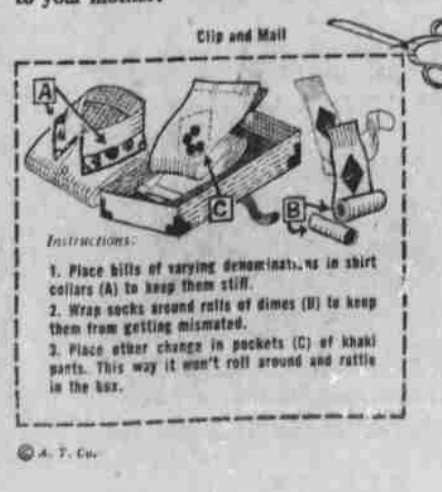 to your mother.
Clip and Mail
A
C
B
Instructions:
1. Place bills of varying denominations in shirt
collars (A) to keep them stiff.
2. Wrap socks around rolls of dimes (B) to keep
them from getting mismated.
3. Place other change in pockets (C) of khaki
pants. This way it won't roll around and rattle
in the box.
© A. T. Co.